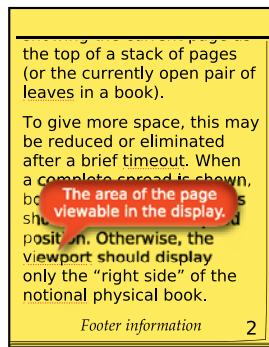 the top of a stack of pages
(or the currently open pair of
leaves in a book).
To give more space, this may
be reduced or eliminated
after a brief timeout. When
a complete spread is shown,
The area of the page
viewable in the display.
position. Otherwise, the
viewport should display
only the “right side” of the
notional physical book.
Footer information
2